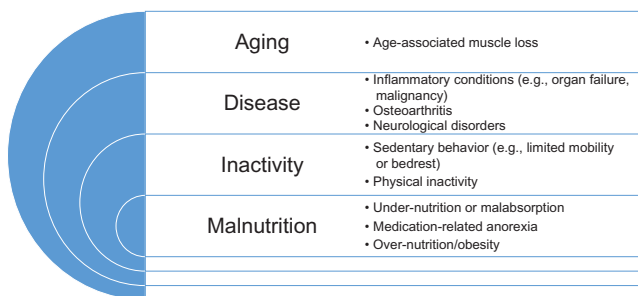 Aging
• Age-associated muscle loss
Disease
• Inflammatory conditions (e.g., organ failure,
malignancy)
• Osteoarthritis
• Neurological disorders
Inactivity
• Sedentary behavior (e.g., limited mobility
or bedrest)
• Physical inactivity
Malnutrition
• Under-nutrition or malabsorption
• Medication-related anorexia
• Over-nutrition/obesity